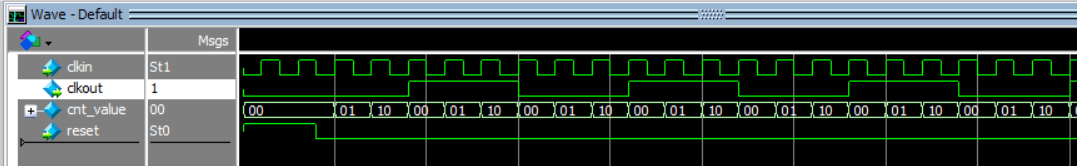 Wave - Default
Msgs
clkin St1
clkout 1
cnt_value 00 00 01 10 00 01 10 00 01 10 00 01 10 00 01 10 00 01 10 00 01 10
reset St0